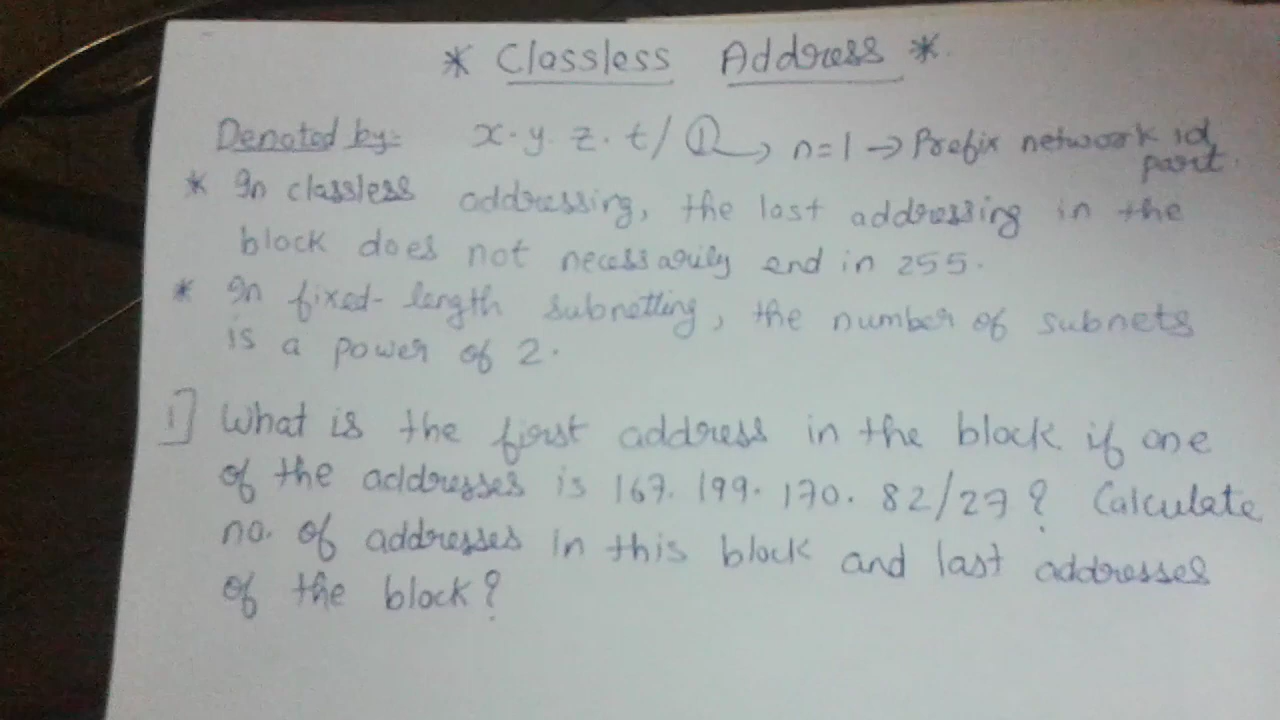 * Classless Address *
Denoted by:- x.y.z.t/ n=1 → Prefix network id
part.
* In classless addressing, the last addressing in the
block does not necessarily end in 255.
* In fixed-length subnetting, the number of subnets
is a power of 2.
1] What is the first address in the block if one
of the addresses is 167.199.170.82/27? Calculate
no. of addresses in this block and last addresses
of the block?